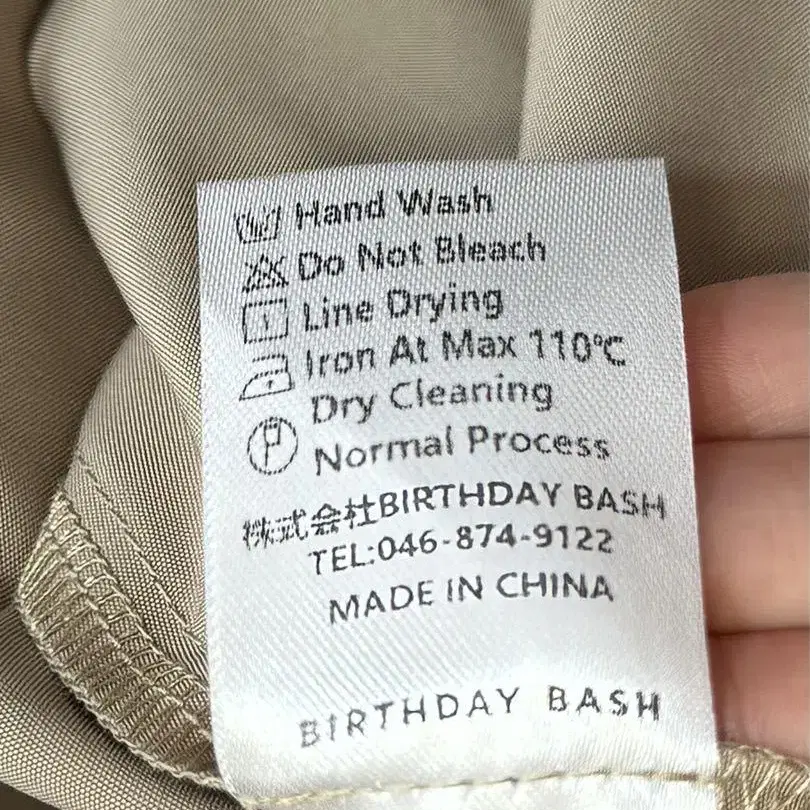 Hand Wash
Do Not Bleach
Line Drying
Iron At Max 110℃
Dry Cleaning
Normal Process
株式会社BIRTHDAY BASH
TEL:046-874-9122
MADE IN CHINA
BIRTHDAY BASH